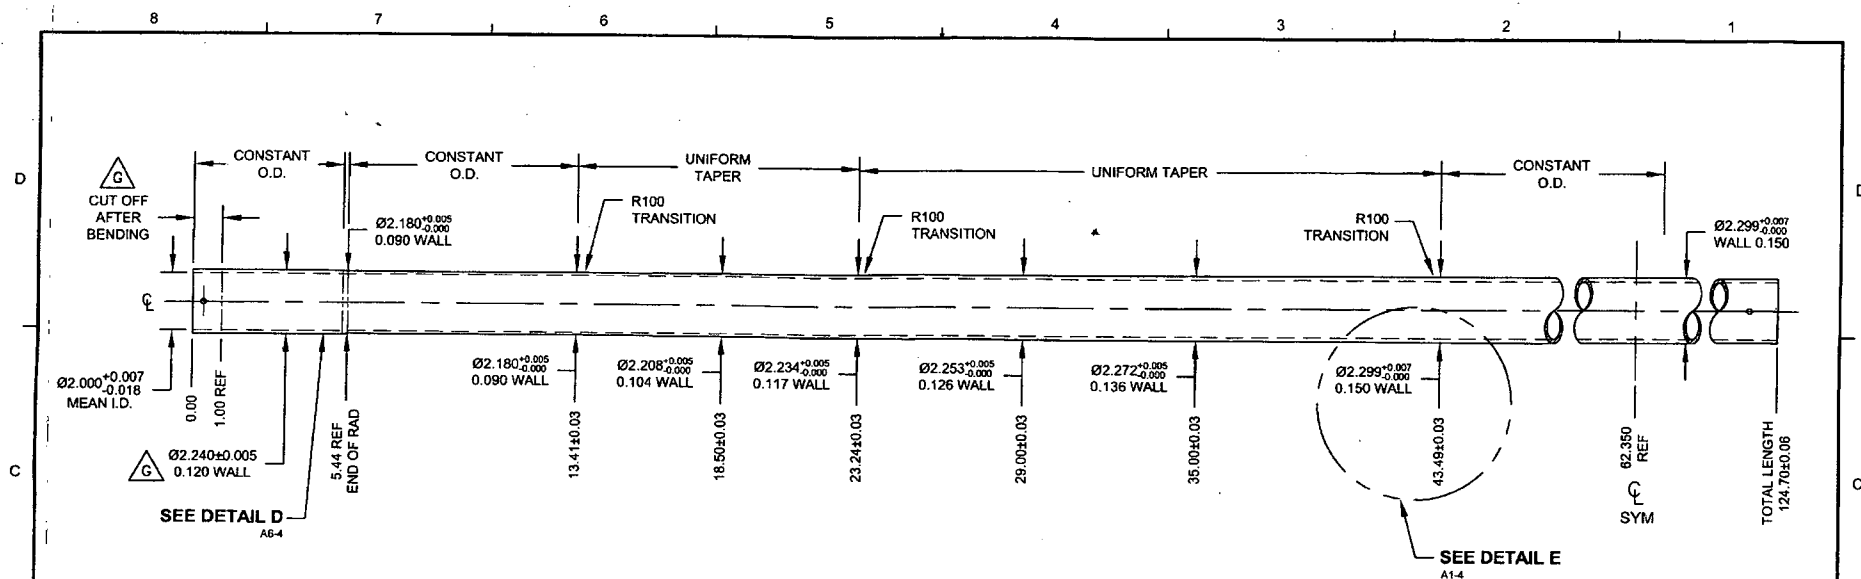 8 7 6 5 4 3 2 1
D
CONSTANT
O.D.
CONSTANT
O.D.
UNIFORM
TAPER
UNIFORM TAPER
CONSTANT
O.D.
G
CUT OFF
AFTER
BENDING
Ø2.180+0.005
-0.000
0.090 WALL
R100
TRANSITION
R100
TRANSITION
R100
TRANSITION
Ø2.299+0.007
-0.000
WALL 0.150
℄
Ø2.000+0.007
-0.018
MEAN I.D.
0.00
1.00 REF
G
Ø2.240±0.005
0.120 WALL
5.44 REF
END OF RAD
Ø2.180+0.005
-0.000
0.090 WALL
13.41±0.03
Ø2.208+0.005
-0.000
0.104 WALL
18.50±0.03
Ø2.234+0.005
-0.000
0.117 WALL
23.24±0.03
Ø2.253+0.005
-0.000
0.126 WALL
29.00±0.03
Ø2.272+0.005
-0.000
0.136 WALL
35.00±0.03
Ø2.299+0.007
-0.000
0.150 WALL
43.49±0.03
62.350
REF
℄
SYM
TOTAL LENGTH
124.70±0.06
C
C
SEE DETAIL D
A6-4
SEE DETAIL E
A1-4